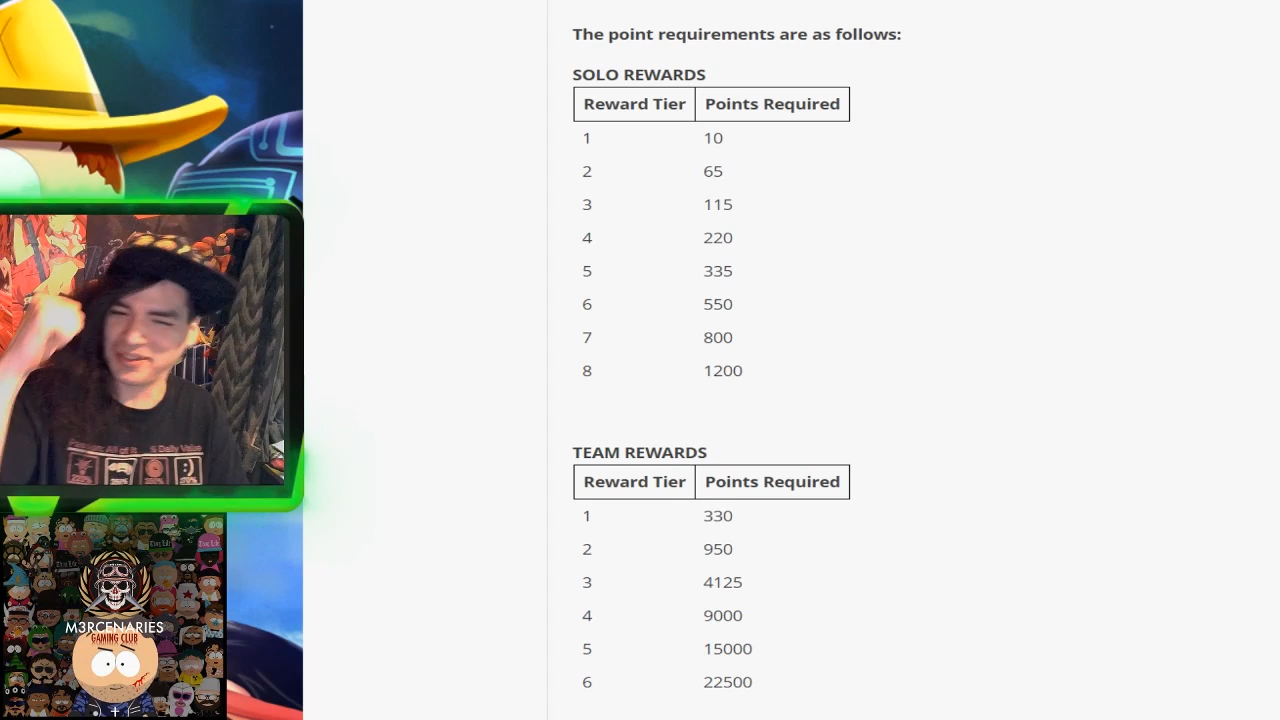 The point requirements are as follows:
SOLO REWARDS
Reward Tier Points Required
1 10
2 65
3 115
4 220
5 335
6 550
7 800
8 1200
TEAM REWARDS
Reward Tier Points Required
1 330
2 950
3 4125
4 9000
5 15000
6 22500
Daily Value
M3RCENARIES
GAMING CLUB